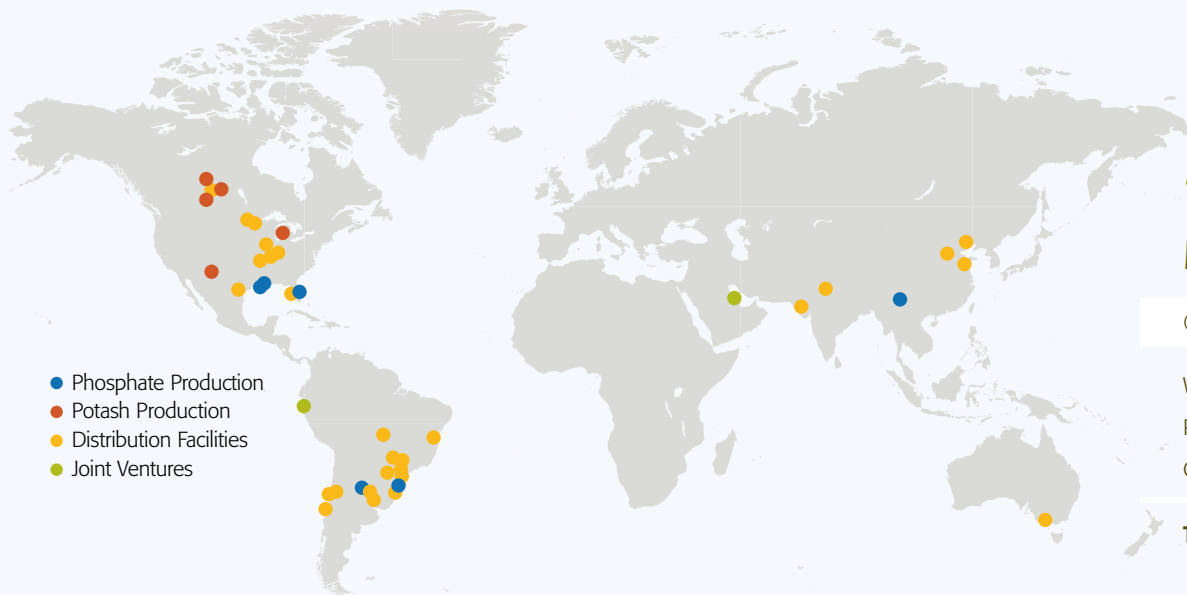 Phosphate Production
Potash Production
Distribution Facilities
Joint Ventures